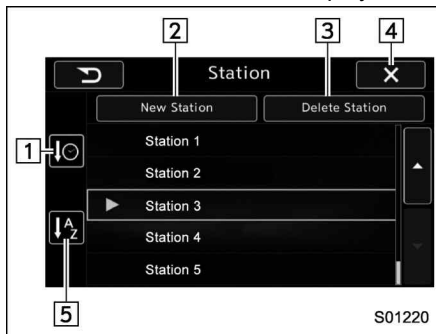 2 3 4
Station X
New Station Delete Station
Station 1
1
Station 2
Station 3
A
Z
Station 4
Station 5
5
S01220